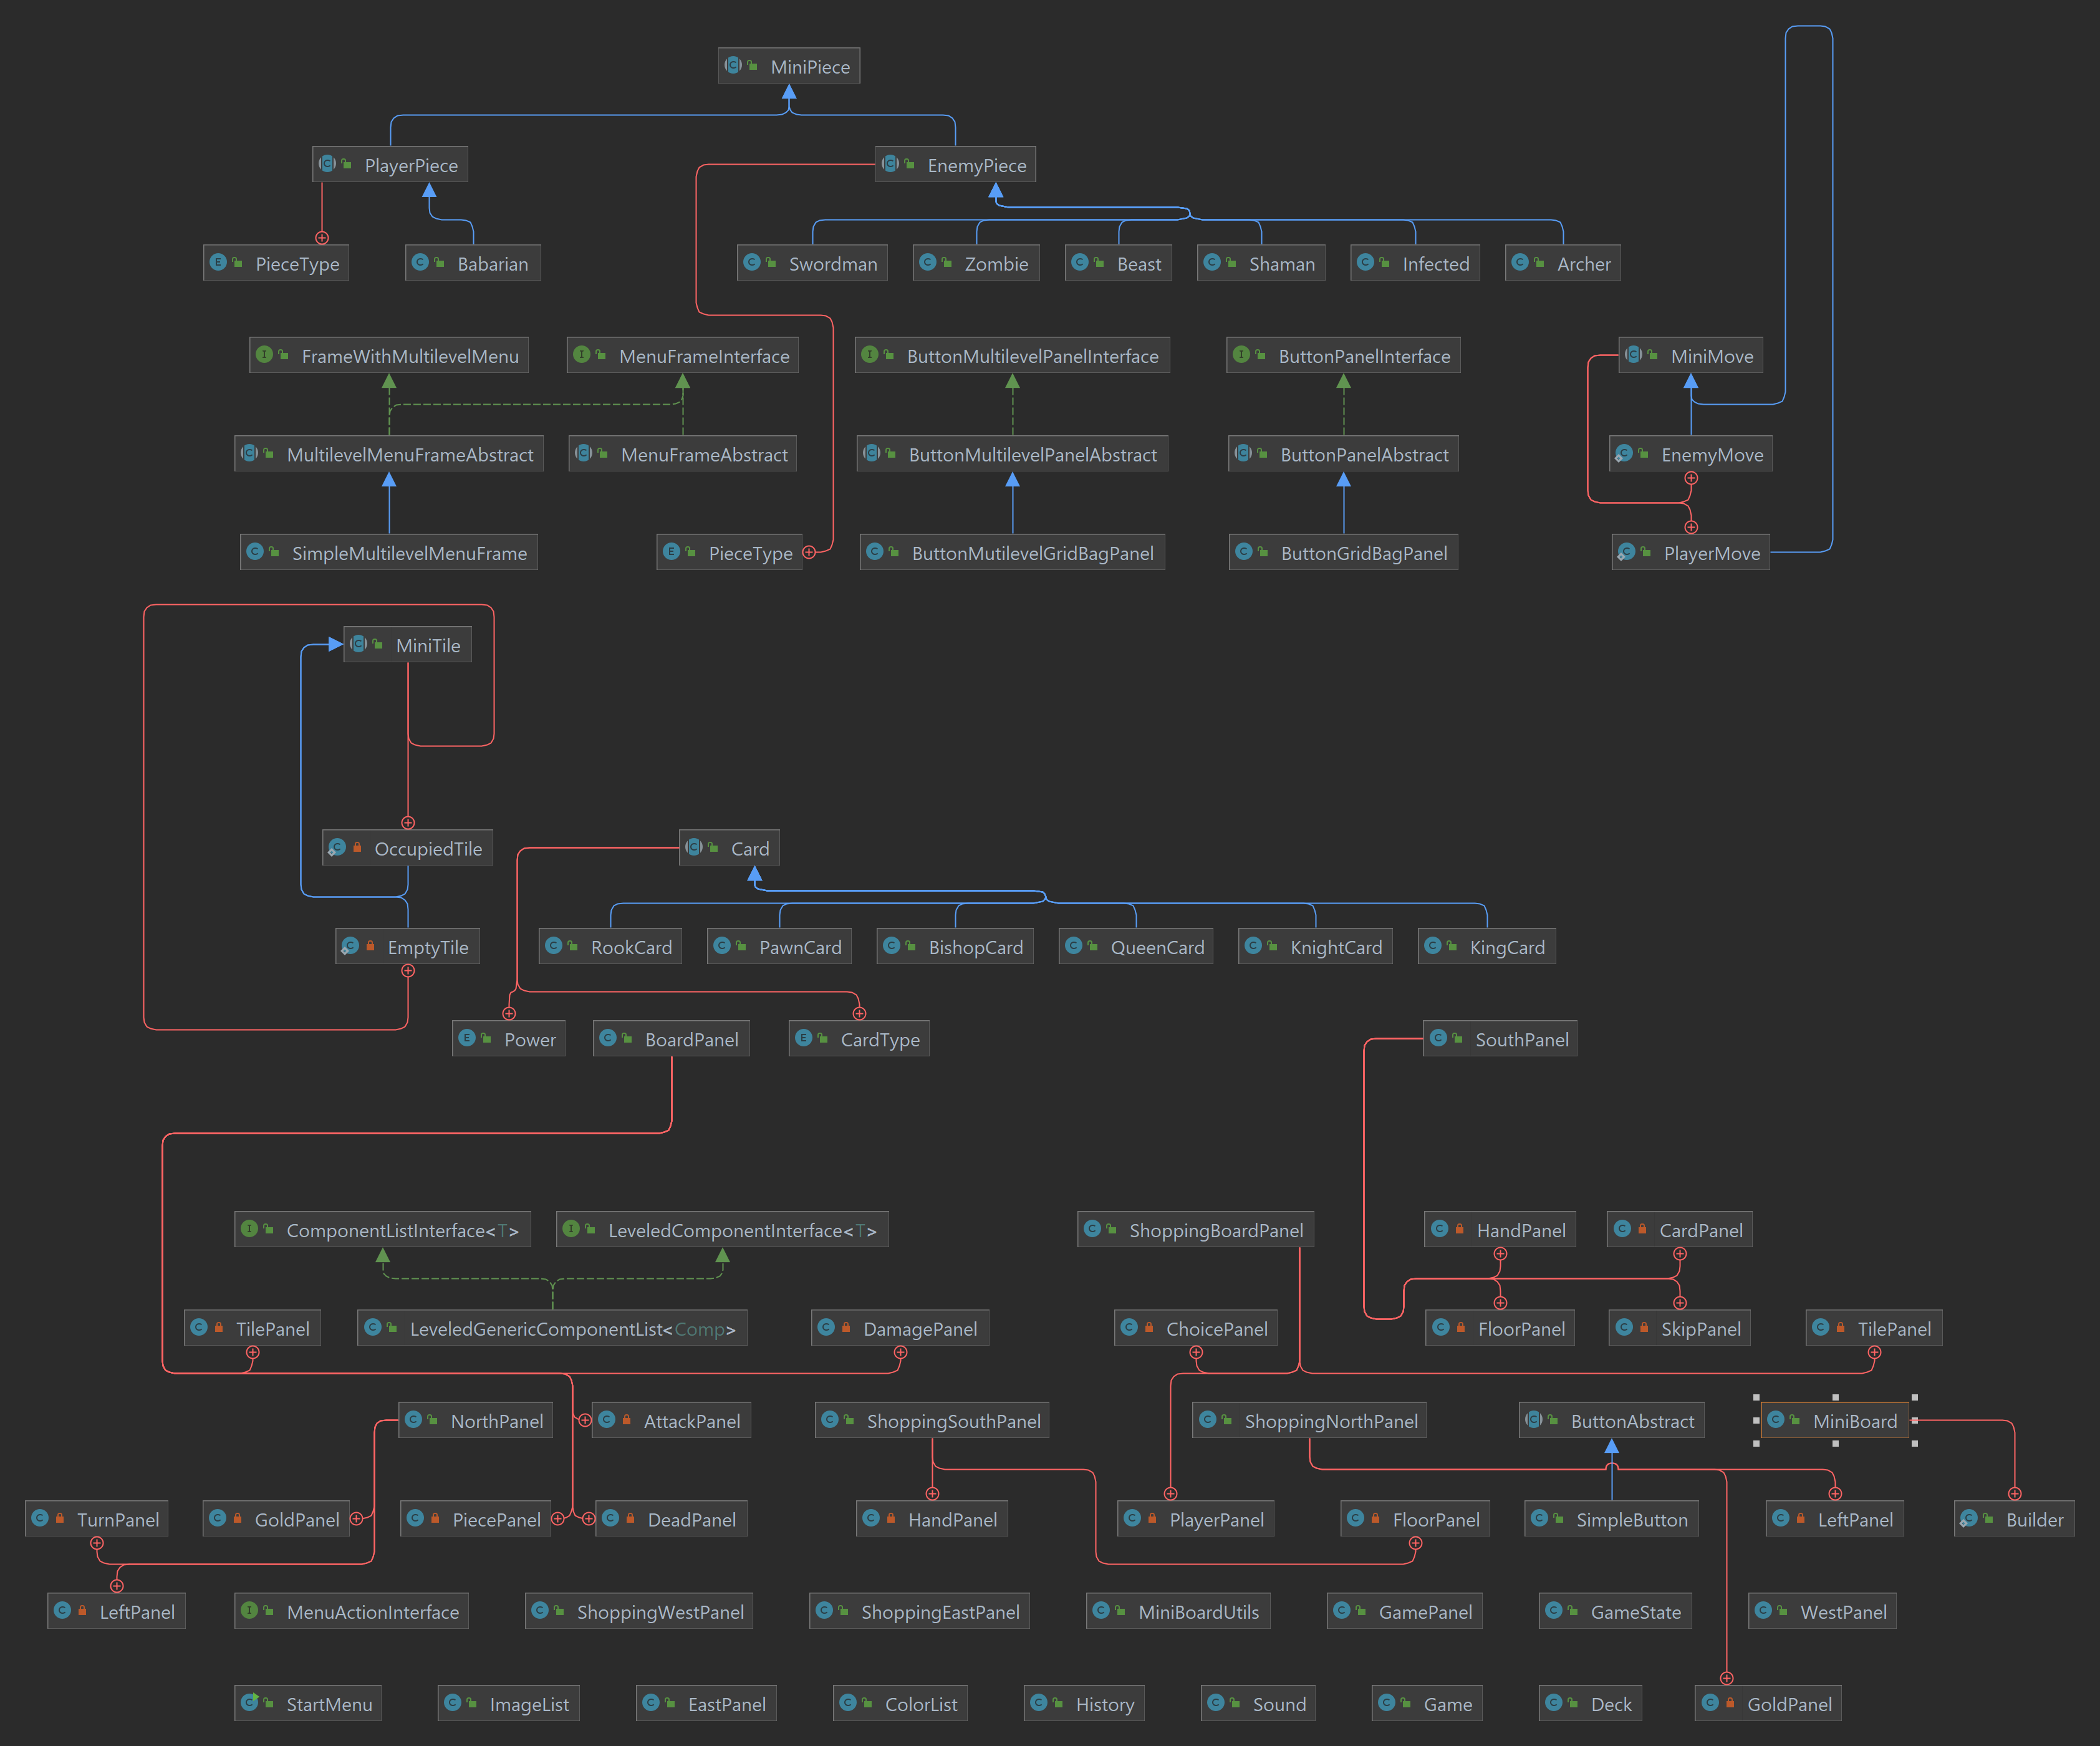 MiniPiece
PlayerPiece
EnemyPiece
PieceType
Babarian
Swordman
Zombie
Beast
Shaman
Infected
Archer
FrameWithMultilevelMenu
MenuFrameInterface
ButtonMultilevelPanelInterface
ButtonPanelInterface
MiniMove
MultilevelMenuFrameAbstract
MenuFrameAbstract
ButtonMultilevelPanelAbstract
ButtonPanelAbstract
EnemyMove
SimpleMultilevelMenuFrame
PieceType
ButtonMutilevelGridBagPanel
ButtonGridBagPanel
PlayerMove
MiniTile
OccupiedTile
Card
EmptyTile
RookCard
PawnCard
BishopCard
QueenCard
KnightCard
KingCard
Power
BoardPanel
CardType
SouthPanel
ComponentListInterface<T>
LeveledComponentInterface<T>
ShoppingBoardPanel
HandPanel
CardPanel
TilePanel
LeveledGenericComponentList<Comp>
DamagePanel
ChoicePanel
FloorPanel
SkipPanel
TilePanel
NorthPanel
AttackPanel
ShoppingSouthPanel
ShoppingNorthPanel
ButtonAbstract
MiniBoard
TurnPanel
GoldPanel
PiecePanel
DeadPanel
HandPanel
PlayerPanel
FloorPanel
SimpleButton
LeftPanel
Builder
LeftPanel
MenuActionInterface
ShoppingWestPanel
ShoppingEastPanel
MiniBoardUtils
GamePanel
GameState
WestPanel
StartMenu
ImageList
EastPanel
ColorList
History
Sound
Game
Deck
GoldPanel